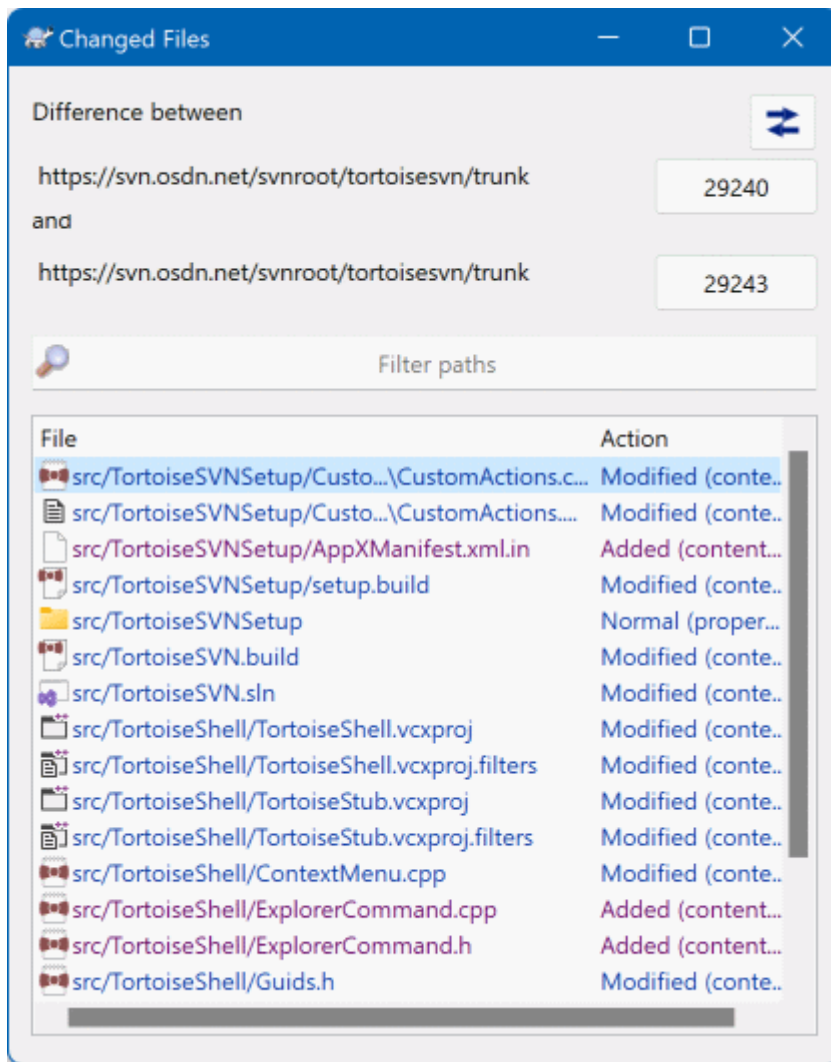 Changed Files
Difference between
https://svn.osdn.net/svnroot/tortoisesvn/trunk 29240
and
https://svn.osdn.net/svnroot/tortoisesvn/trunk 29243
Filter paths
File Action
src/TortoiseSVNSetup/Custo...\CustomActions.c... Modified (conte..
src/TortoiseSVNSetup/Custo...\CustomActions.... Modified (conte..
src/TortoiseSVNSetup/AppXManifest.xml.in Added (content...
src/TortoiseSVNSetup/setup.build Modified (conte..
src/TortoiseSVNSetup Normal (proper...
src/TortoiseSVN.build Modified (conte..
src/TortoiseSVN.sln Modified (conte..
src/TortoiseShell/TortoiseShell.vcxproj Modified (conte..
src/TortoiseShell/TortoiseShell.vcxproj.filters Modified (conte..
src/TortoiseShell/TortoiseStub.vcxproj Modified (conte..
src/TortoiseShell/TortoiseStub.vcxproj.filters Modified (conte..
src/TortoiseShell/ContextMenu.cpp Modified (conte..
src/TortoiseShell/ExplorerCommand.cpp Added (content...
src/TortoiseShell/ExplorerCommand.h Added (content...
src/TortoiseShell/Guids.h Modified (conte..